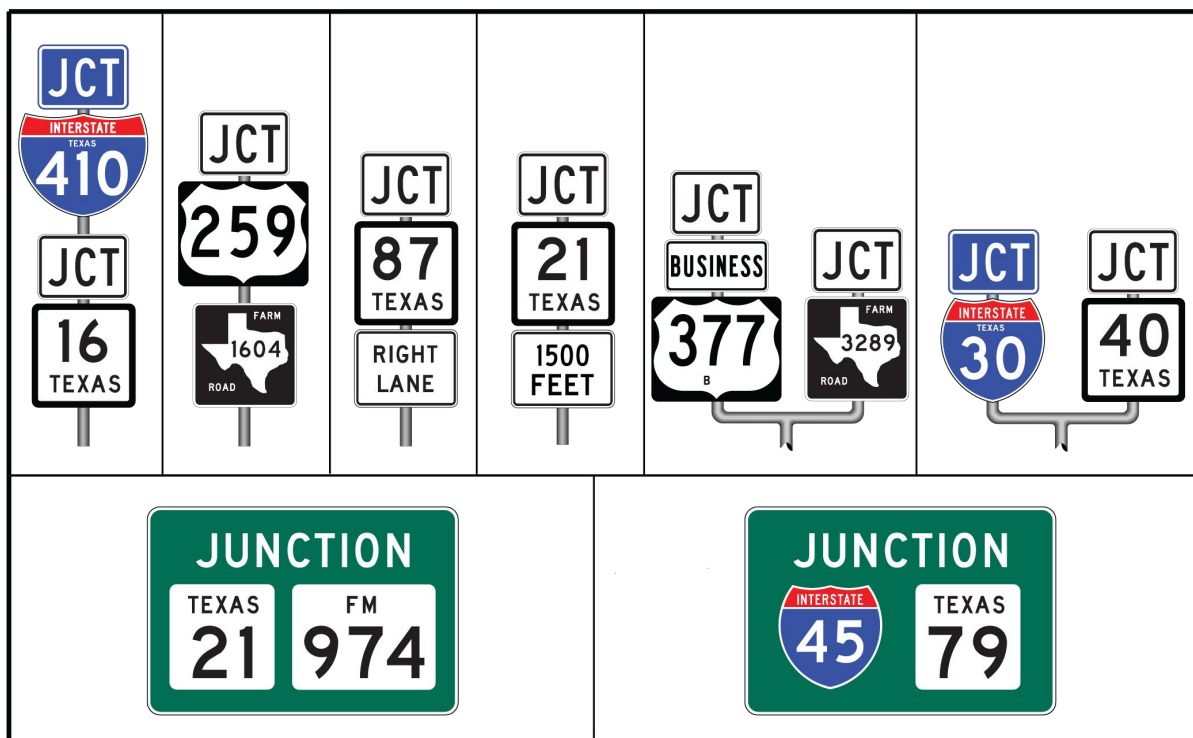 JCT
INTERSTATE
TEXAS
410
JCT
16
TEXAS
JCT
259
FARM
1604
ROAD
JCT
87
TEXAS
RIGHT
LANE
JCT
21
TEXAS
1500
FEET
JCT
BUSINESS
377
B
JCT
FARM
3289
ROAD
JCT
INTERSTATE
TEXAS
30
JCT
40
TEXAS
JUNCTION
TEXAS
21
FM
974
JUNCTION
INTERSTATE
45
TEXAS
79